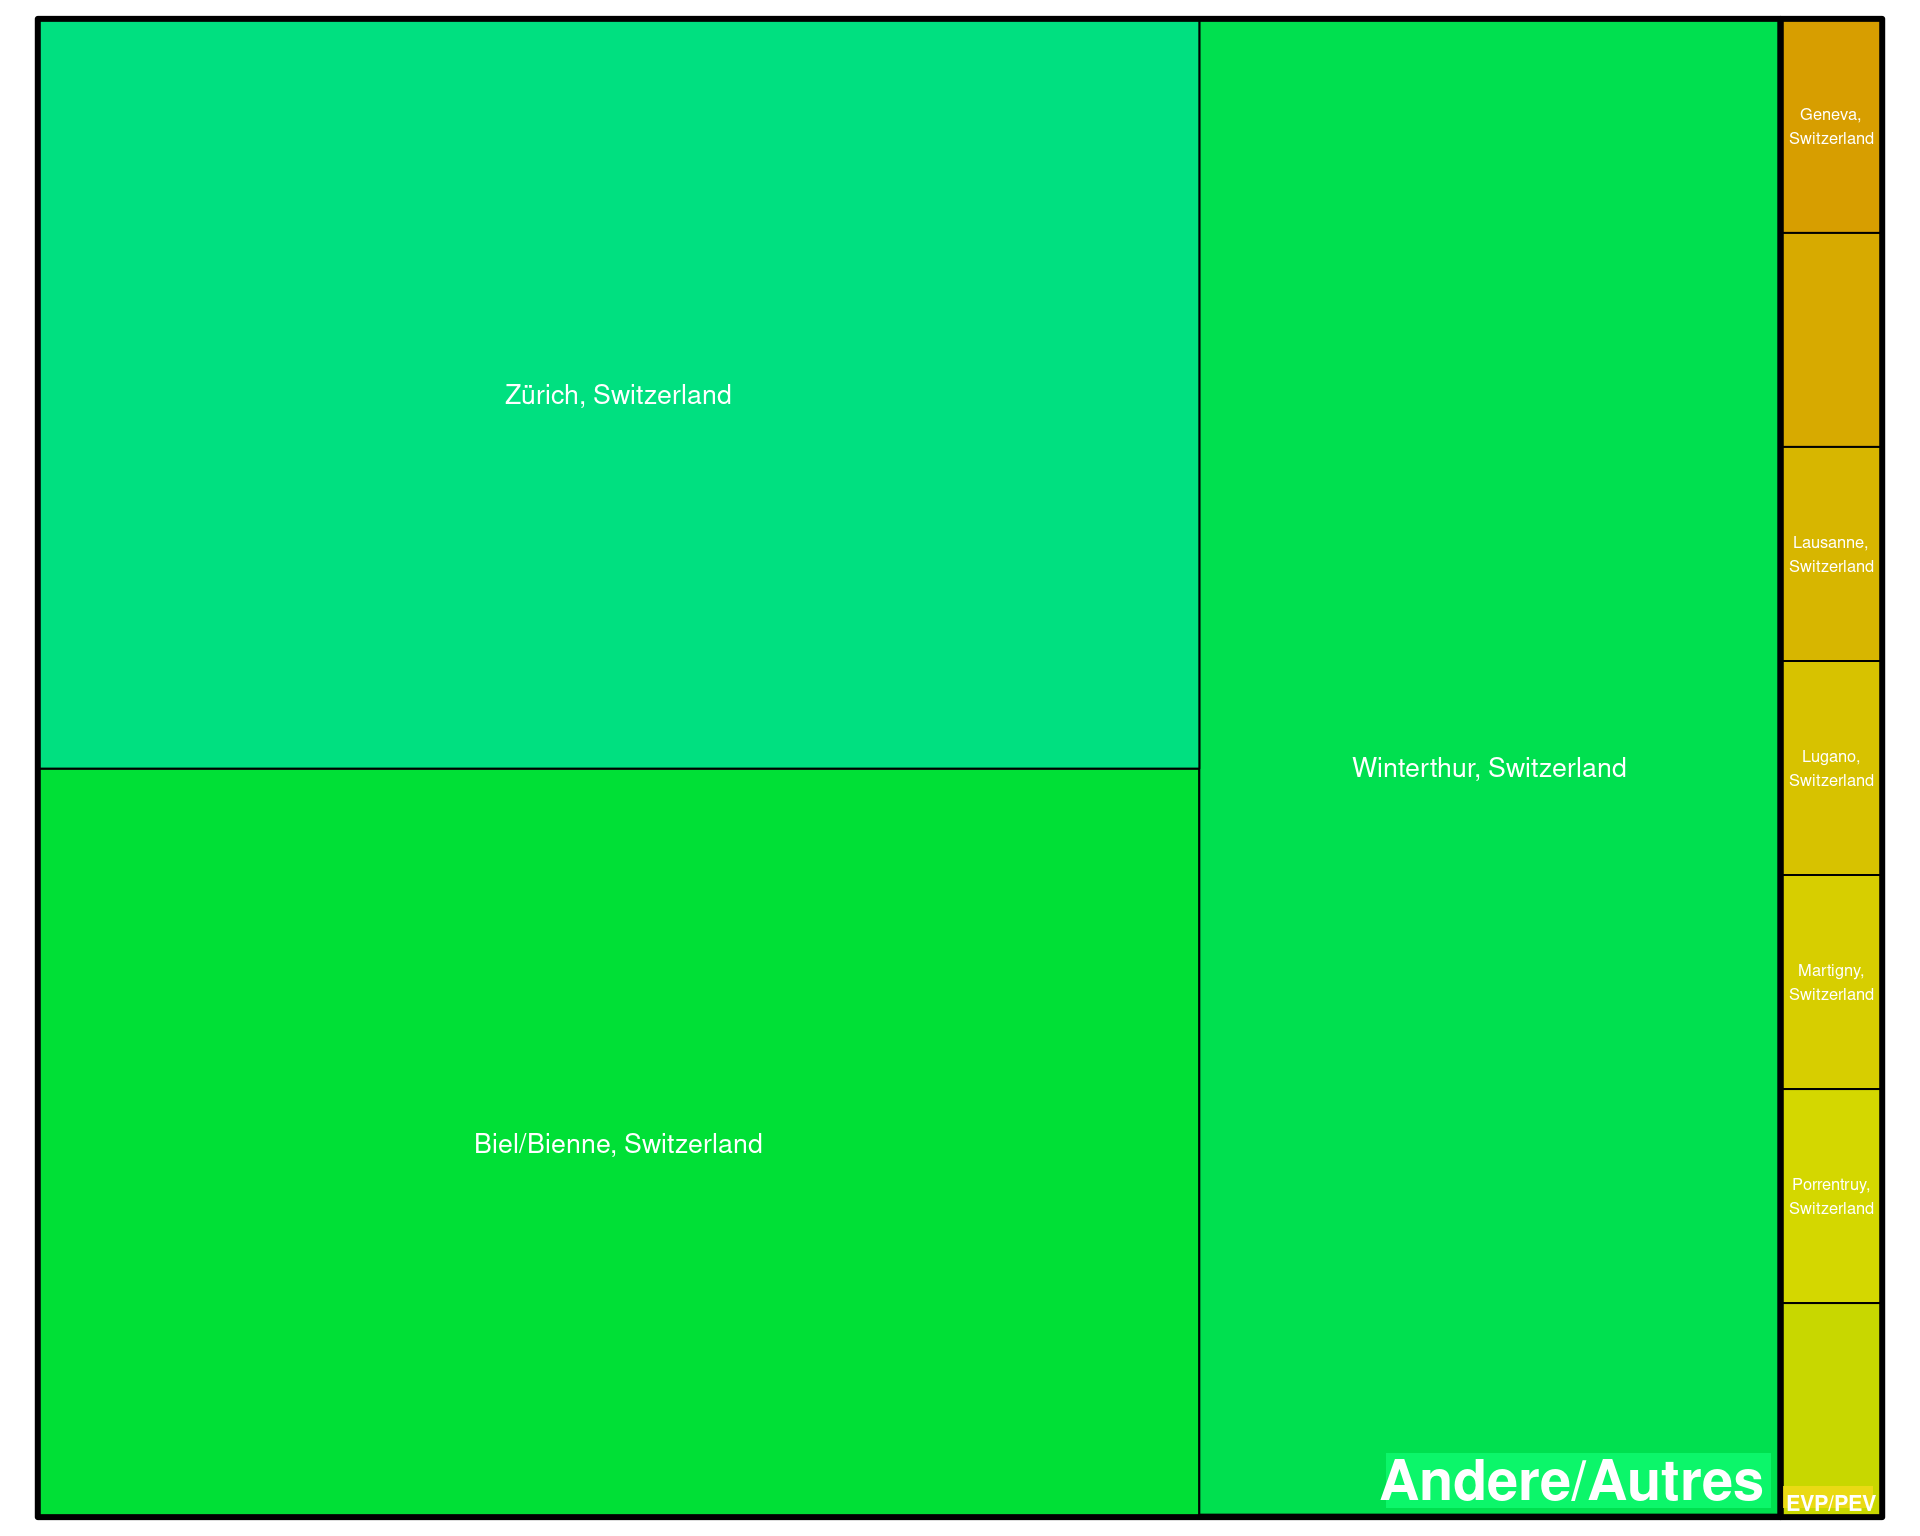 Zürich, Switzerland
Biel/Bienne, Switzerland
Winterthur, Switzerland
Andere/Autres
Geneva,
Switzerland
Lausanne,
Switzerland
Lugano,
Switzerland
Martigny,
Switzerland
Porrentruy,
Switzerland
EVP/PEV